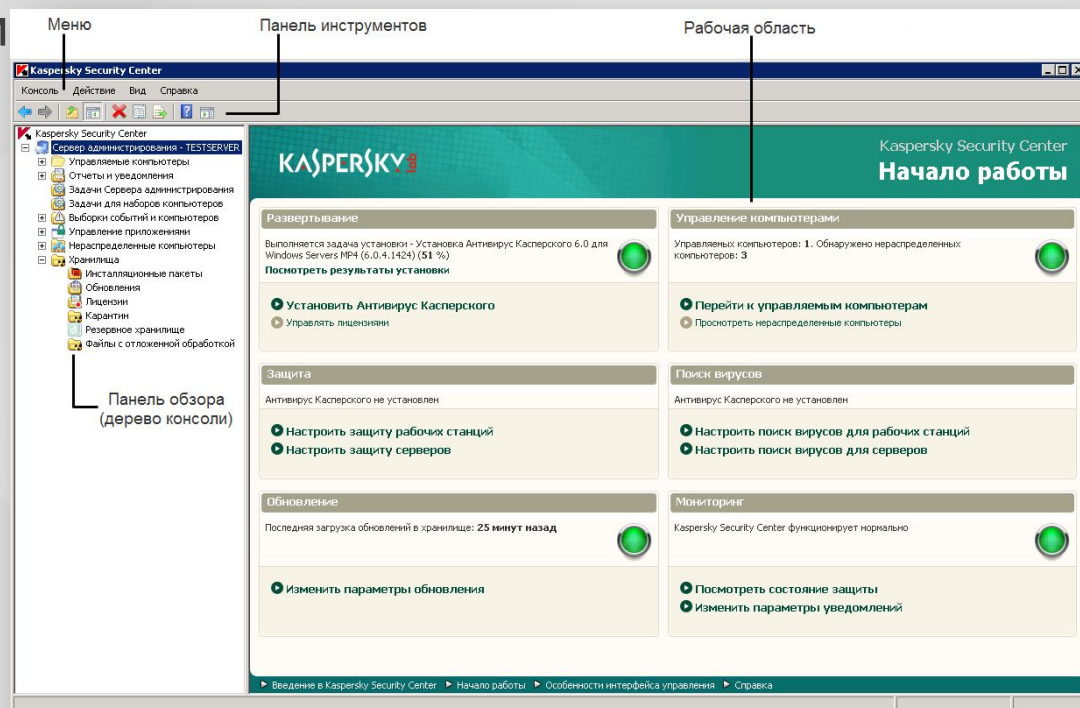 Меню
Панель инструментов
Рабочая область
Kaspersky Security Center
Консоль Действие Вид Справка
Kaspersky Security Center
Сервер администрирования - TESTSERVER
Управляемые компьютеры
Отчеты и уведомления
Задачи Сервера администрирования
Задачи для наборов компьютеров
Выборки событий и компьютеров
Управление приложениями
Нераспределенные компьютеры
Хранилища
Инсталляционные пакеты
Обновления
Лицензии
Карантин
Резервное хранилище
Файлы с отложенной обработкой
Панель обзора
(дерево консоли)
KASPERSKY lab
Kaspersky Security Center
Начало работы
Развертывание
Выполняется задача установки - Установка Антивирус Касперского 6.0 для
Windows Servers MP4 (6.0.4.1424) (51 %)
Посмотреть результаты установки
Установить Антивирус Касперского
Управлять лицензиями
Управление компьютерами
Управляемых компьютеров: 1. Обнаружено нераспределенных
компьютеров: 3
Перейти к управляемым компьютерам
Просмотреть нераспределенные компьютеры
Защита
Антивирус Касперского не установлен
Настроить защиту рабочих станций
Настроить защиту серверов
Поиск вирусов
Антивирус Касперского не установлен
Настроить поиск вирусов для рабочих станций
Настроить поиск вирусов для серверов
Обновление
Последняя загрузка обновлений в хранилище: 25 минут назад
Изменить параметры обновления
Мониторинг
Kaspersky Security Center функционирует нормально
Посмотреть состояние защиты
Изменить параметры уведомлений
Введение в Kaspersky Security Center Начало работы Особенности интерфейса управления Справка